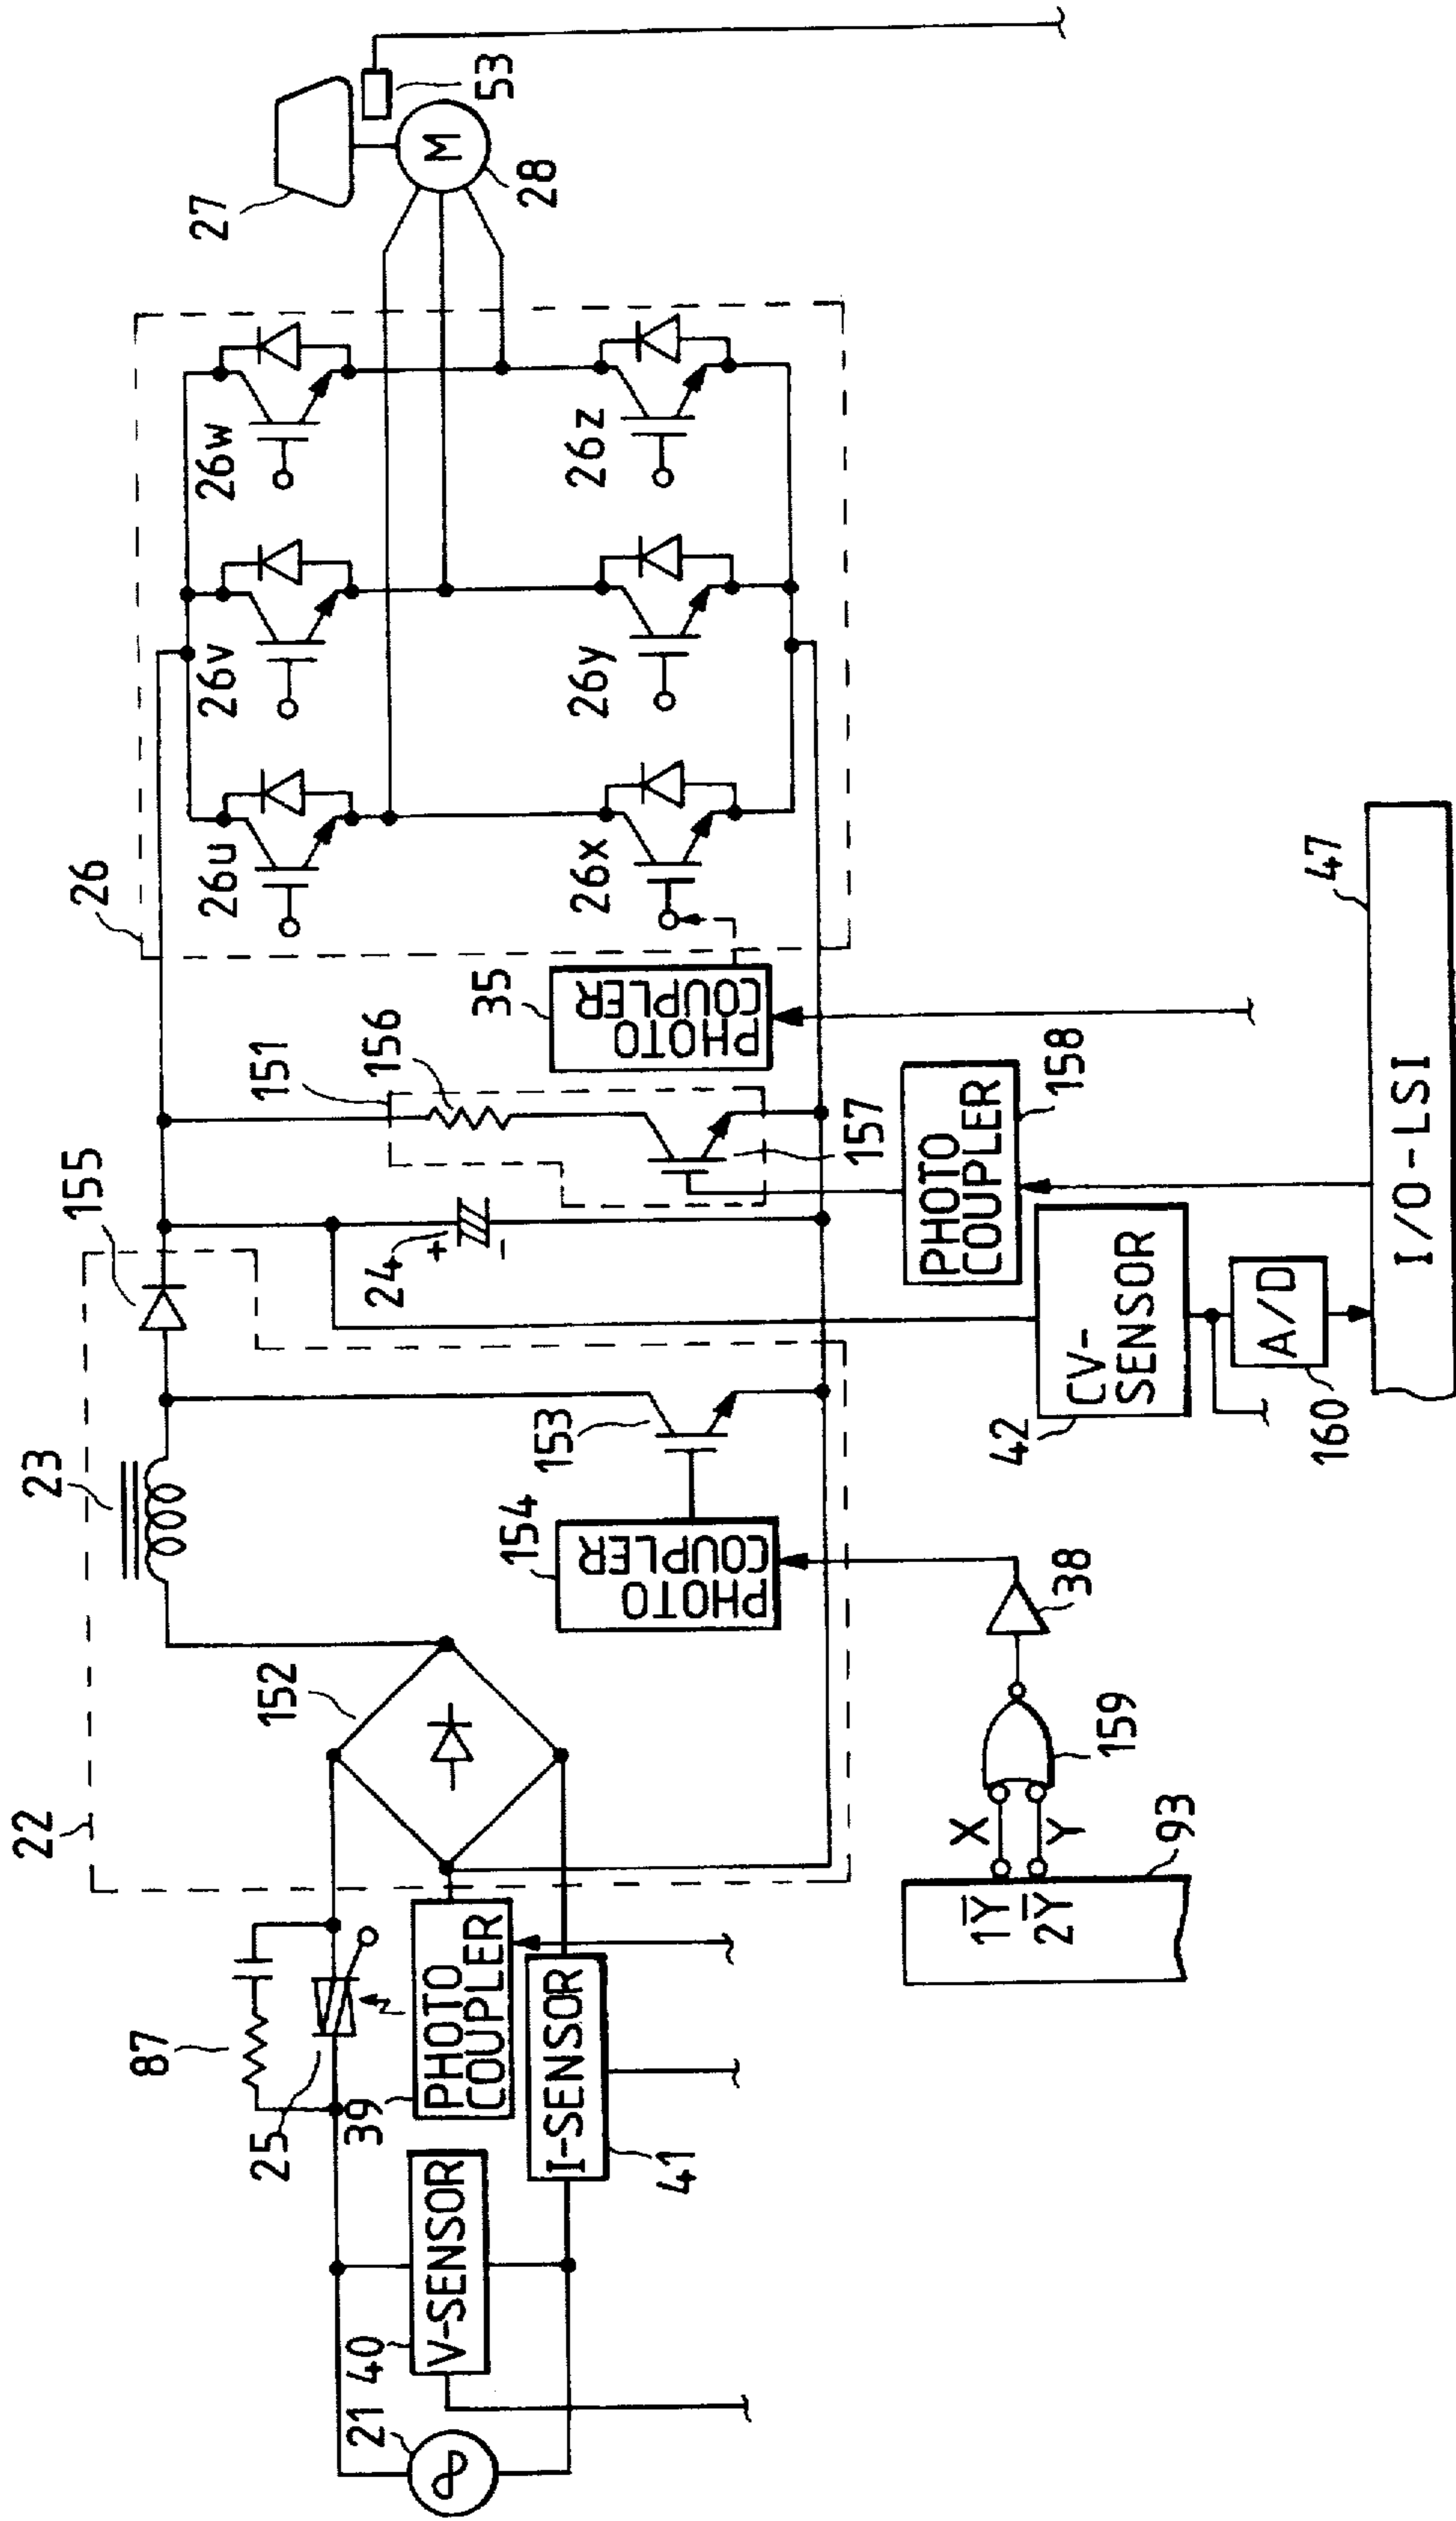 22
23
155
151
156
26
26u
26v
26w
27
53
M
28
87
25
152
24
+
-
35
PHOTO
COUPLER
26x
26y
26z
21
40
V-SENSOR
39
PHOTO
COUPLER
I-SENSOR
41
154
PHOTO
COUPLER
153
157
PHOTO
COUPLER
158
42
CV-
SENSOR
A/D
160
47
I/O-LSI
38
159
X
Y
1Y̅
2Y̅
93